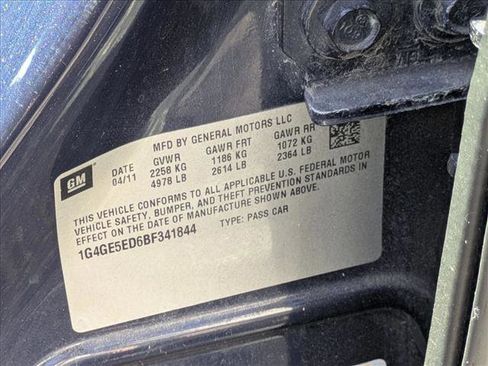 MFD BY GENERAL MOTORS LLC
GM DATE GVWR GAWR FRT GAWR RR
04/11 2258 KG 1186 KG 1072 KG
4978 LB 2614 LB 2364 LB
THIS VEHICLE CONFORMS TO ALL APPLICABLE U.S. FEDERAL MOTOR
VEHICLE SAFETY, BUMPER, AND THEFT PREVENTION STANDARDS IN
EFFECT ON THE DATE OF MANUFACTURE SHOWN ABOVE.
1G4GE5ED6BF341844 TYPE: PASS CAR